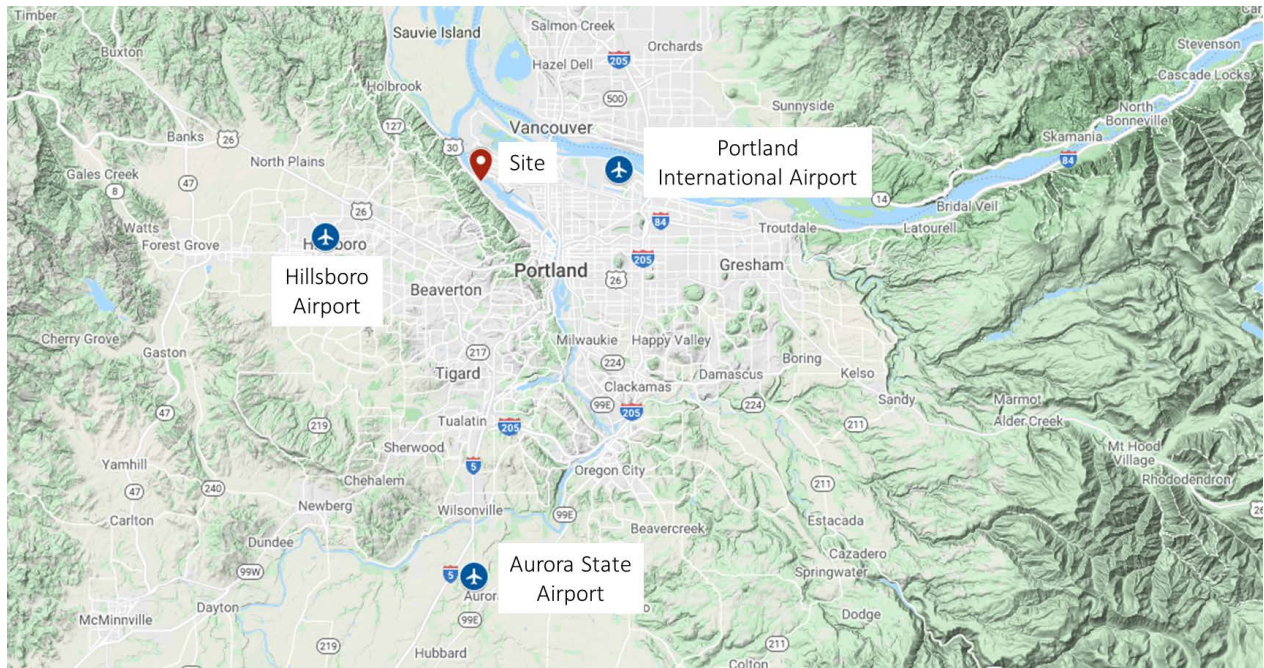 Timber
Buxton
Sauvie Island
Salmon Creek
Orchards
Hazel Dell
205
Stevenson
Cascade Locks
Holbrook
500
Sunnyside
North
Bonneville
127
Vancouver
Skamania
Banks
26
30
Site
Portland
International Airport
84
North Plains
Gales Creek
47
8
14
Bridal Veil
26
84
Troutdale
Latourell
Watts
Forest Grove
Hillsboro
205
Gresham
Portland
26
Hillsboro
Airport
Beaverton
Cherry Grove
Gaston
217
Milwaukie
Happy Valley
224
Boring
Tigard
Damascus
Kelso
Clackamas
Sandy
Marmot
47
99E
205
224
Alder Creek
219
Tualatin
205
211
Sherwood
Mt Hood
Village
Rhododendron
Yamhill
5
Oregon City
Chehalem
47
240
211
26
Newberg
Wilsonville
99E
Carlton
Beavercreek
Estacada
Dundee
Cazadero
99W
5
Aurora State
Airport
Springwater
Dayton
McMinnville
99E
Dodge
219
211
Hubbard
Colton